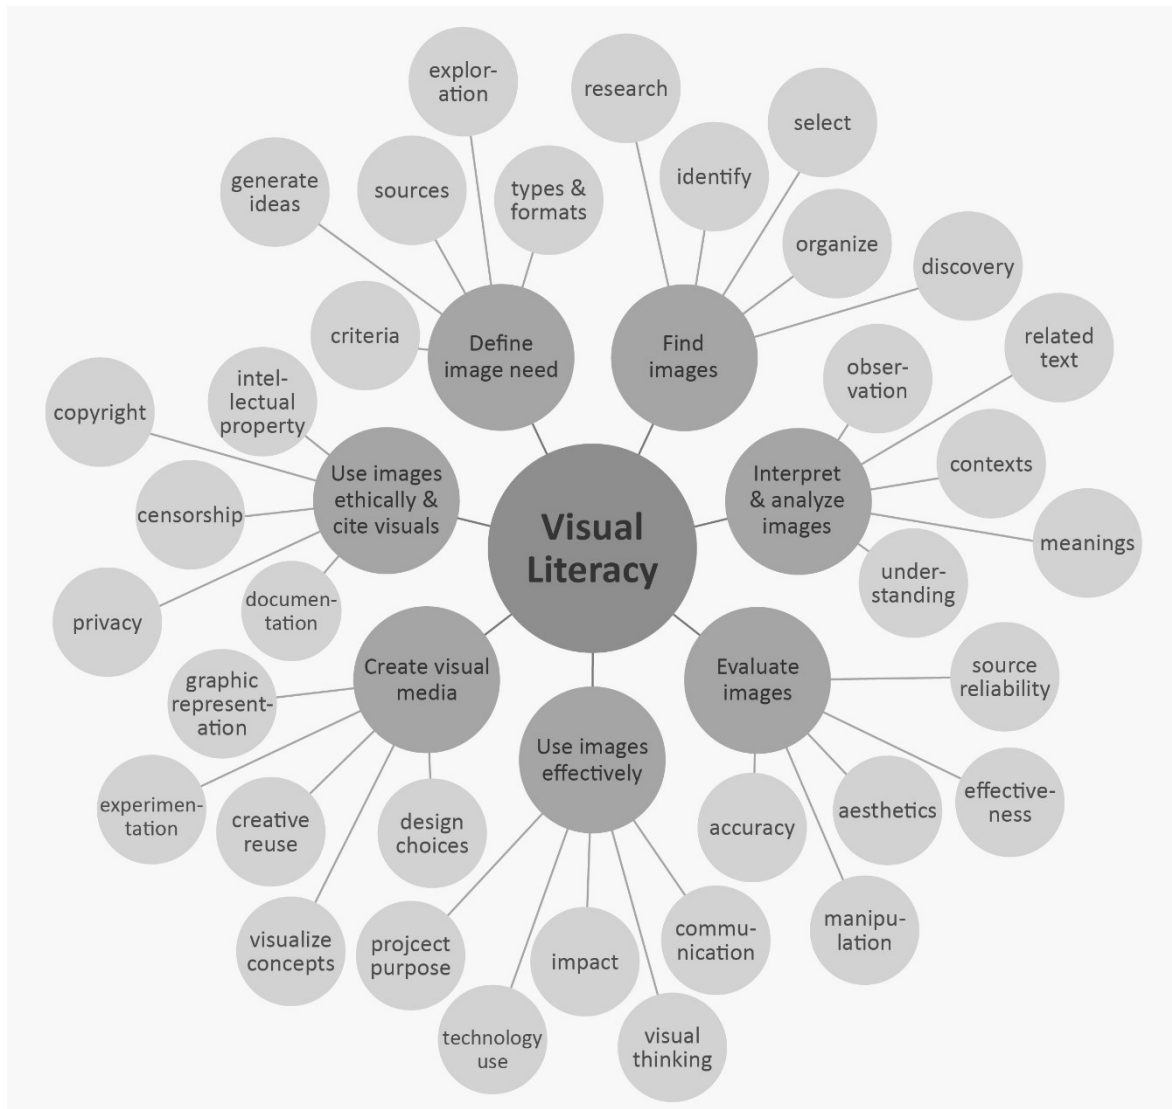 Visual
Literacy
Define
image need
criteria
generate
ideas
sources
explor-
ation
types &
formats
Find
images
research
identify
select
organize
discovery
Interpret
& analyze
images
obser-
vation
related
text
contexts
meanings
under-
standing
Evaluate
images
source
reliability
effective-
ness
aesthetics
manipu-
lation
accuracy
Use images
effectively
commu-
nication
visual
thinking
impact
technology
use
projcect
purpose
Create visual
media
design
choices
visualize
concepts
creative
reuse
experimen-
tation
graphic
represent-
ation
Use images
ethically &
cite visuals
documen-
tation
privacy
censorship
copyright
intel-
lectual
property